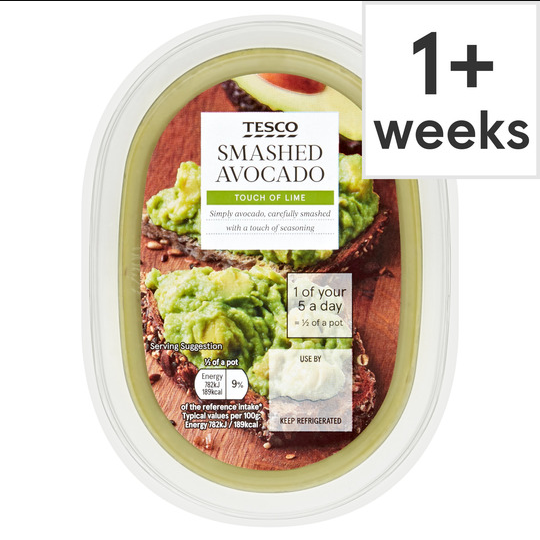 1+
weeks
TESCO
SMASHED
AVOCADO
TOUCH OF LIME
Simply avocado, carefully smashed
with a touch of seasoning
1 of your
5 a day
= ½ of a pot
Serving Suggestion
½ of a pot
Energy
782kJ
189kcal
9%
of the reference intake*
Typical values per 100g:
Energy 782kJ / 189kcal
USE BY
KEEP REFRIGERATED